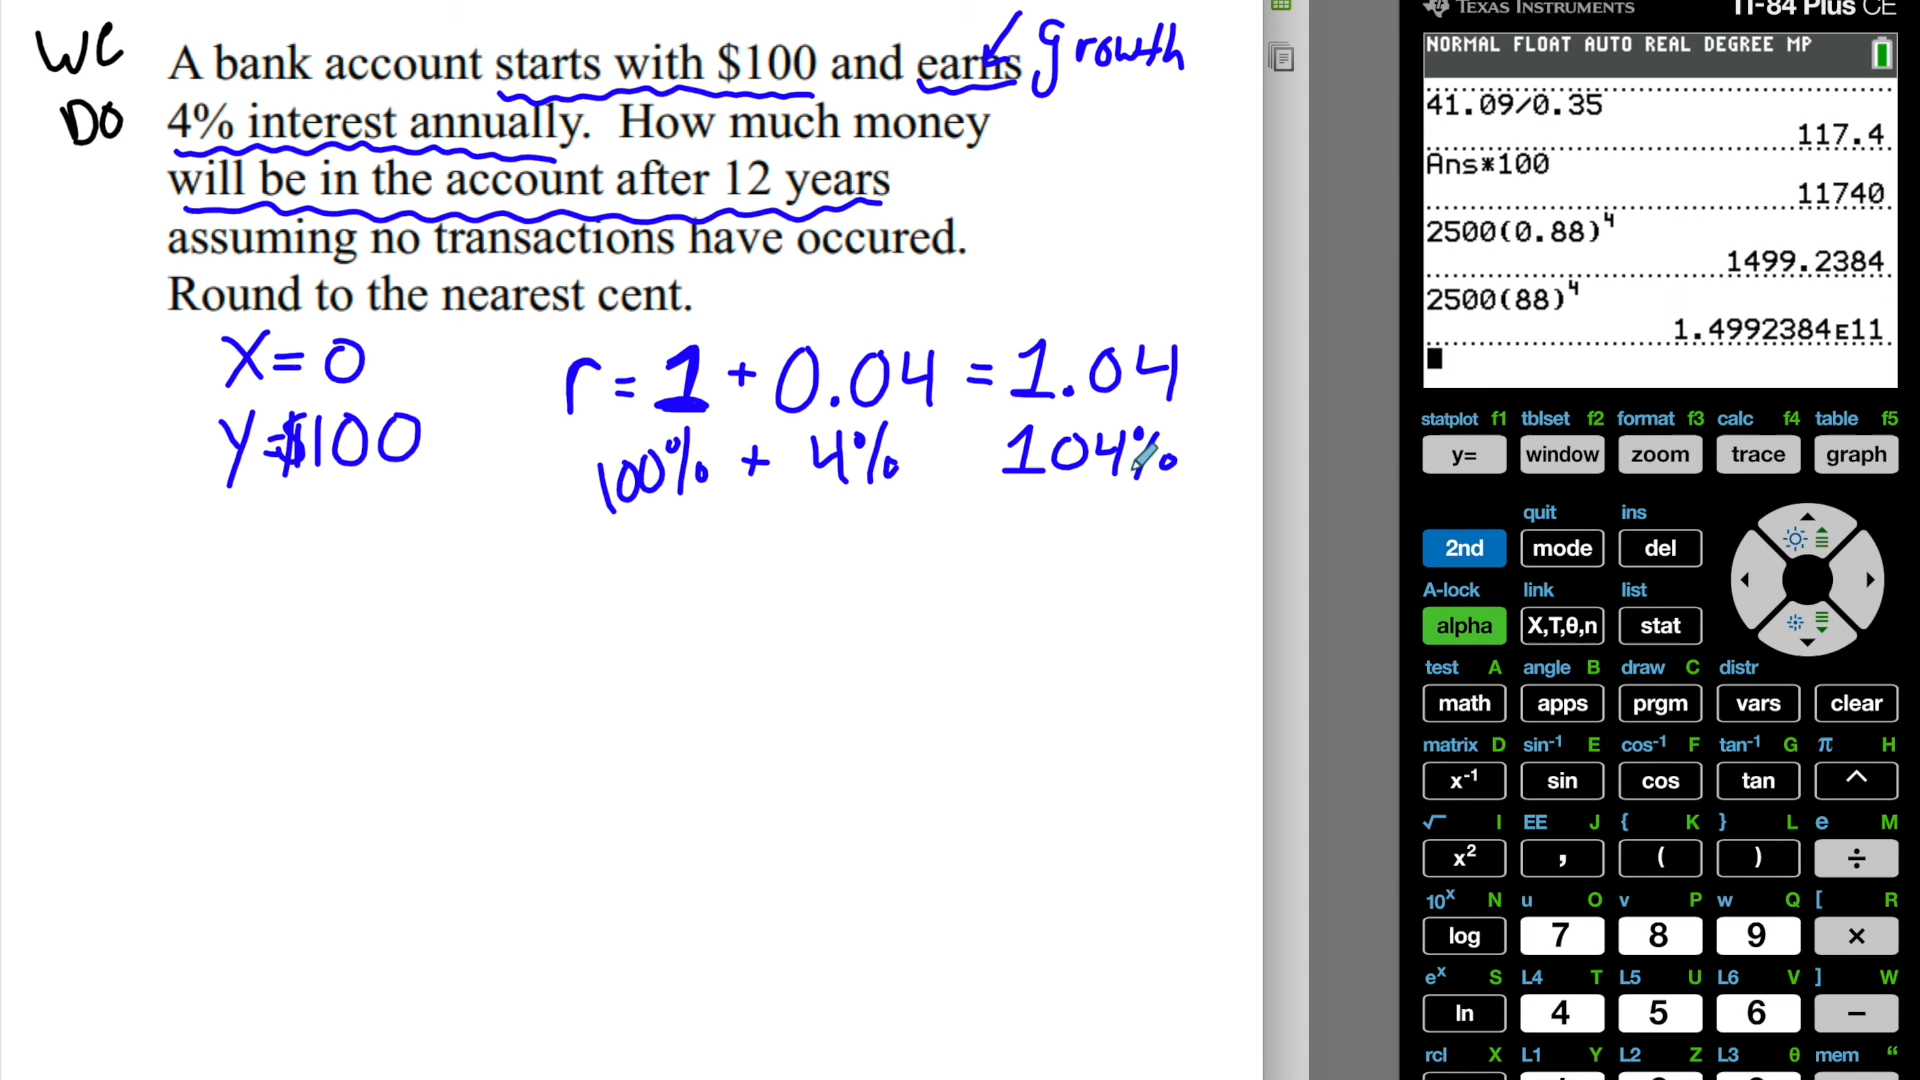 WE
DO
A bank account starts with $100 and earns
growth
4% interest annually. How much money
will be in the account after 12 years
assuming no transactions have occured.
Round to the nearest cent.
X = 0
Y = $100
r = 1 + 0.04 = 1.04
100% + 4% 104%
TEXAS INSTRUMENTS TI-84 Plus CE
NORMAL FLOAT AUTO REAL DEGREE MP
41.09/0.35
117.4
Ans*100
11740
2500(0.88)⁴
1499.2384
2500(88)⁴
1.4992384E11
statplot f1 tblset f2 format f3 calc f4 table f5
y= window zoom trace graph
quit ins
2nd mode del
A-lock link list
alpha X,T,θ,n stat
test A angle B draw C distr
math apps prgm vars clear
matrix D sin⁻¹ E cos⁻¹ F tan⁻¹ G π H
x⁻¹ sin cos tan ^
√ I EE J { K } L e M
x² , ( ) ÷
10ˣ N u O v P w Q [ R
log 7 8 9 ×
eˣ S L4 T L5 U L6 V ] W
ln 4 5 6 −
rcl X L1 Y L2 Z L3 θ mem “